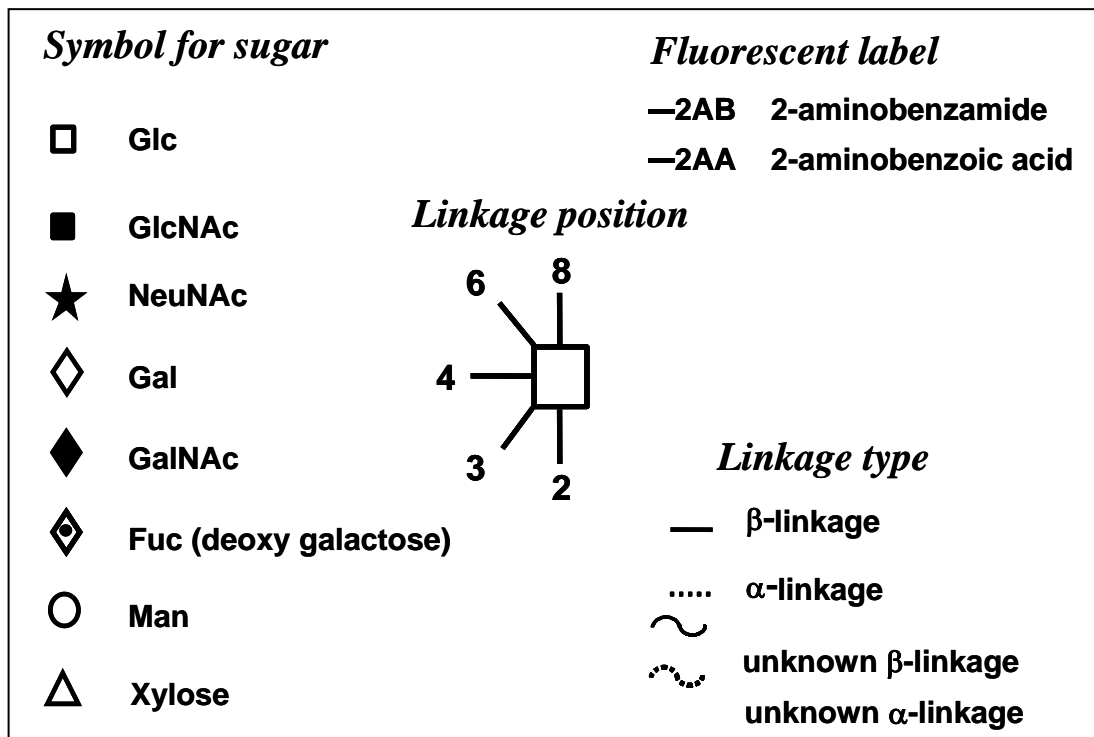 Symbol for sugar
Glc
GlcNAc
NeuNAc
Gal
GalNAc
Fuc (deoxy galactose)
Man
Xylose
Fluorescent label
2AB 2-aminobenzamide
2AA 2-aminobenzoic acid
Linkage position
6
8
4
3
2
Linkage type
β-linkage
α-linkage
unknown β-linkage
unknown α-linkage